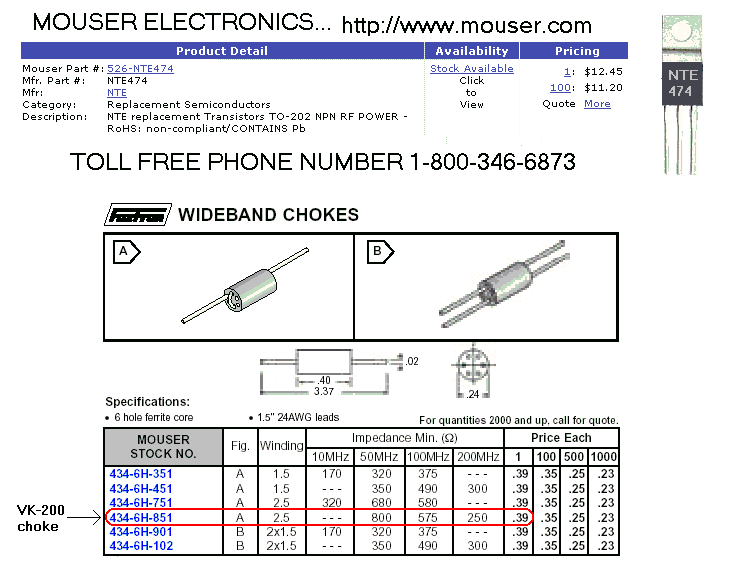 MOUSER ELECTRONICS... http://www.mouser.com
Product Detail Availability Pricing
Mouser Part #: 526-NTE474 Stock Available 1: $12.45
Mfr. Part #: NTE474 Click
Mfr: NTE to 100: $11.20
Category: Replacement Semiconductors View Quote More
Description: NTE replacement Transistors TO-202 NPN RF POWER -
RoHS: non-compliant/CONTAINS Pb
NTE
474
TOLL FREE PHONE NUMBER 1-800-346-6873
Fastron WIDEBAND CHOKES
A B
.02
.40
3.37
.24
Specifications:
• 6 hole ferrite core • 1.5" 24AWG leads
For quantities 2000 and up, call for quote.
MOUSER STOCK NO. Fig. Winding Impedance Min. (Ω) Price Each
10MHz 50MHz 100MHz 200MHz 1 100 500 1000
434-6H-351 A 1.5 170 320 375 - - - .39 .35 .25 .23
434-6H-451 A 1.5 - - - 350 490 300 .39 .35 .25 .23
434-6H-751 A 2.5 320 680 580 - - - .39 .35 .25 .23
VK-200 choke
434-6H-851 A 2.5 - - - 800 575 250 .39 .35 .25 .23
434-6H-901 B 2x1.5 170 320 375 - - - .39 .35 .25 .23
434-6H-102 B 2x1.5 - - - 350 490 300 .39 .35 .25 .23